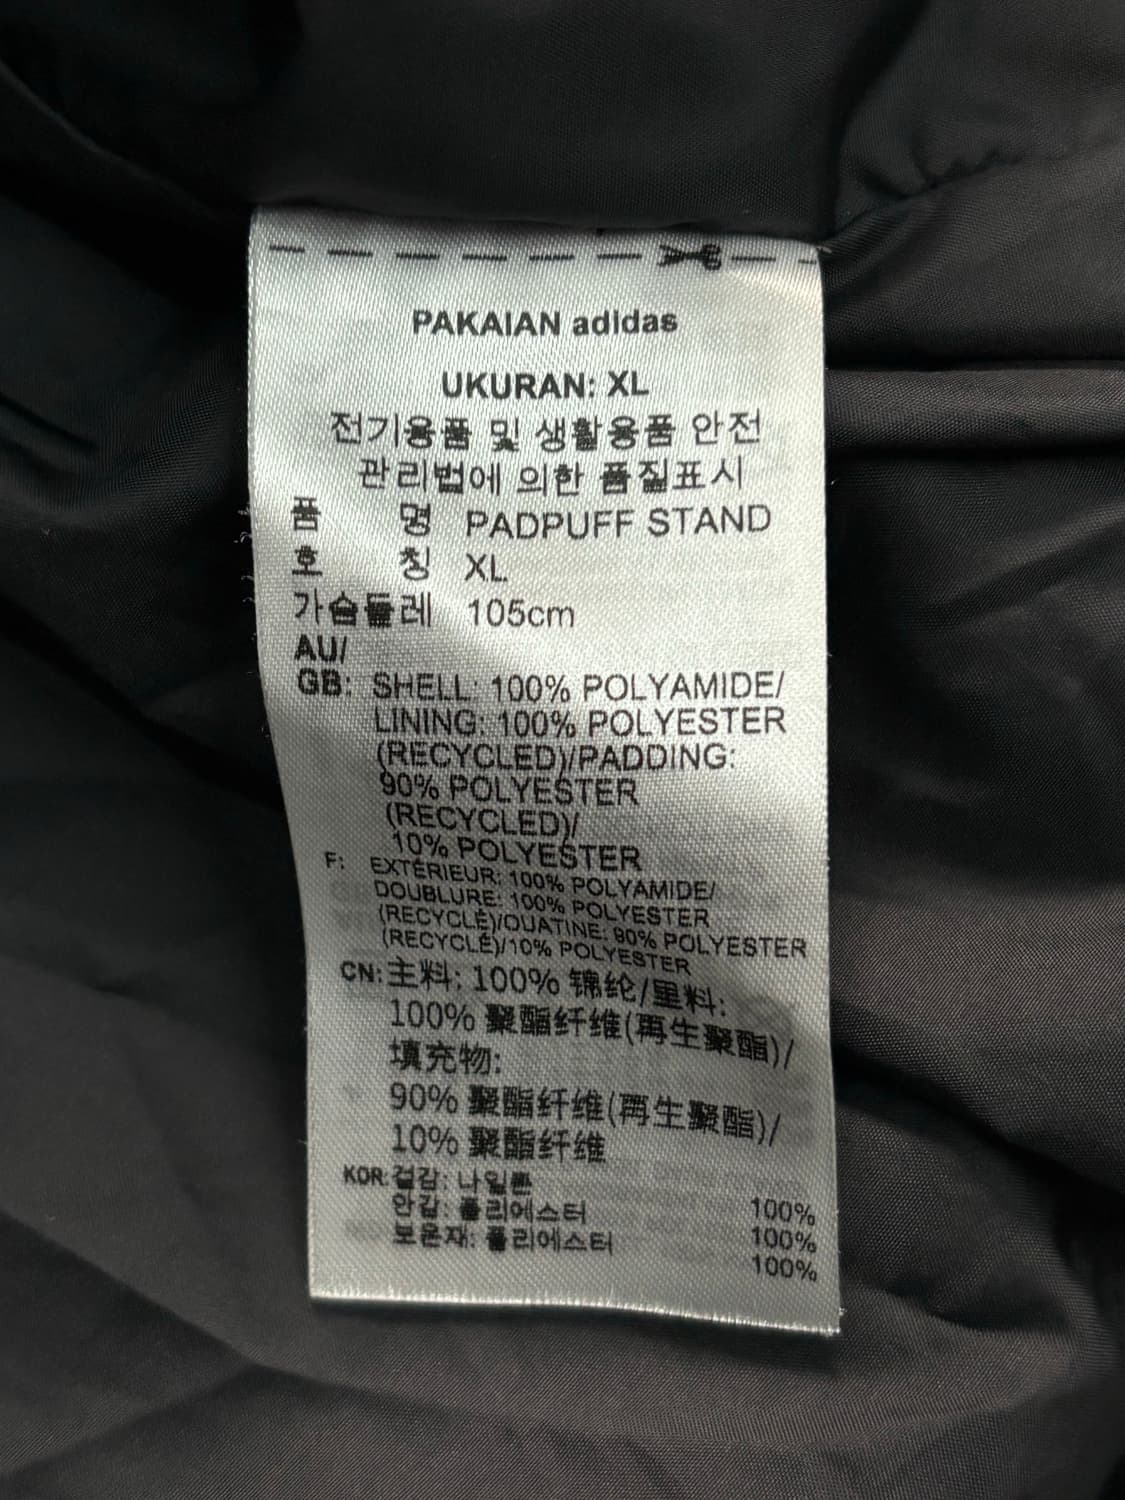 PAKAIAN adidas
UKURAN: XL
전기용품 및 생활용품 안전
관리법에 의한 품질표시
품 명 PADPUFF STAND
호 칭 XL
가슴둘레 105cm
AU/
GB: SHELL: 100% POLYAMIDE/
LINING: 100% POLYESTER
(RECYCLED)/PADDING:
90% POLYESTER
(RECYCLED)/
10% POLYESTER
F: EXTÉRIEUR: 100% POLYAMIDE/
DOUBLURE: 100% POLYESTER
(RECYCLÉ)/OUATINE: 90% POLYESTER
(RECYCLÉ)/10% POLYESTER
CN: 主料: 100% 锦纶/里料:
100% 聚酯纤维(再生聚酯)/
填充物:
90% 聚酯纤维(再生聚酯)/
10% 聚酯纤维
KOR: 겉감: 나일론 100%
안감: 폴리에스터 100%
보온재: 폴리에스터 100%